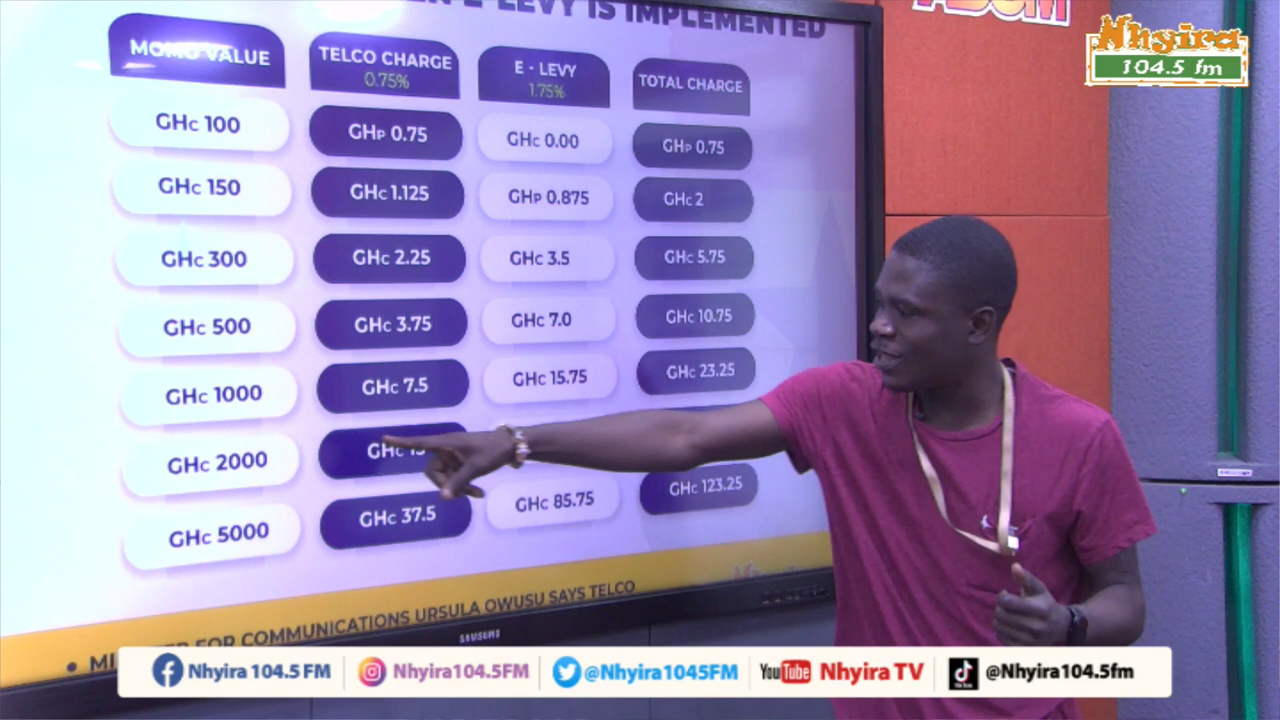 E-LEVY IS IMPLEMENTED
MOMO VALUE
TELCO CHARGE
0.75%
E - LEVY
1.75%
TOTAL CHARGE
GHC 100
GHP 0.75
GHC 0.00
GHP 0.75
GHC 150
GHC 1.125
GHP 0.875
GHC 2
GHC 300
GHC 2.25
GHC 3.5
GHC 5.75
GHC 500
GHC 3.75
GHC 7.0
GHC 10.75
GHC 1000
GHC 7.5
GHC 15.75
GHC 23.25
GHC 2000
GHC
GHC 5000
GHC 37.5
GHC 85.75
GHC 123.25
FOR COMMUNICATIONS URSULA OWUSU SAYS TELCO
SAMSUNG
Nhyira
104.5 fm
Nhyira 104.5 FM
Nhyira104.5FM
@Nhyira1045FM
YouTube Nhyira TV
@Nhyira104.5fm